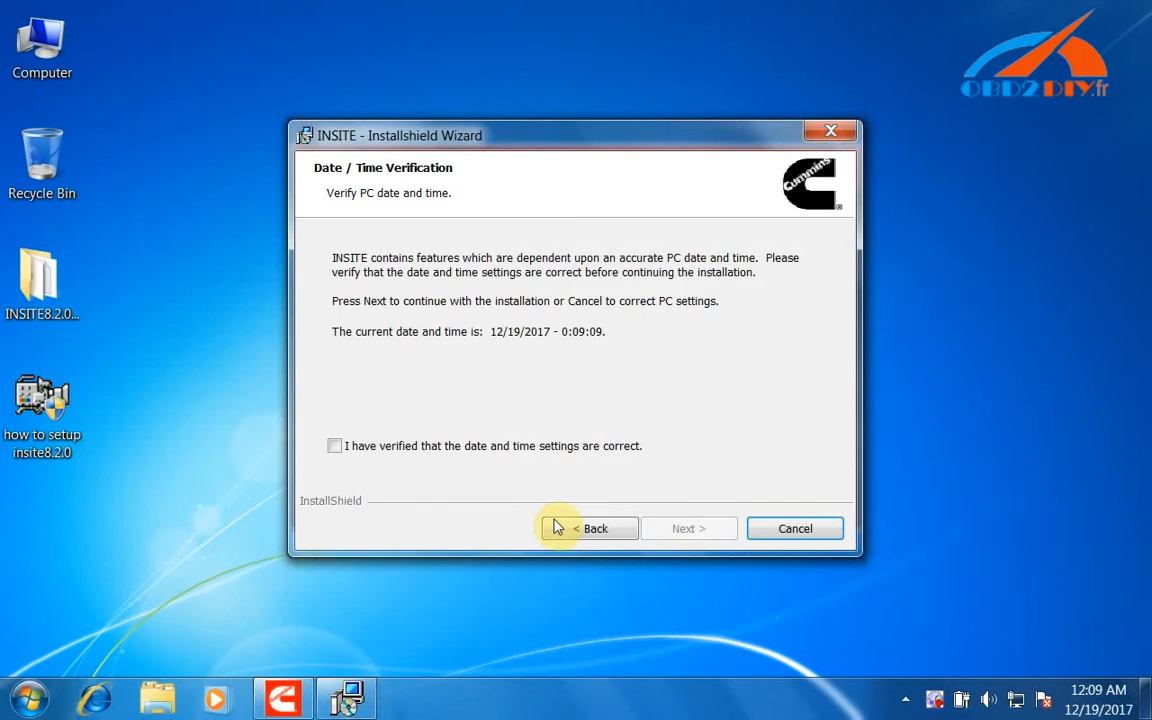 Computer
Recycle Bin
INSITE8.2.0...
how to setup
insite8.2.0
OBD2DIY.fr
INSITE - Installshield Wizard
Date / Time Verification
Verify PC date and time.
Cummins
INSITE contains features which are dependent upon an accurate PC date and time.  Please
verify that the date and time settings are correct before continuing the installation.
Press Next to continue with the installation or Cancel to correct PC settings.
The current date and time is:  12/19/2017 - 0:09:09.
I have verified that the date and time settings are correct.
InstallShield
< Back
Next >
Cancel
12:09 AM
12/19/2017